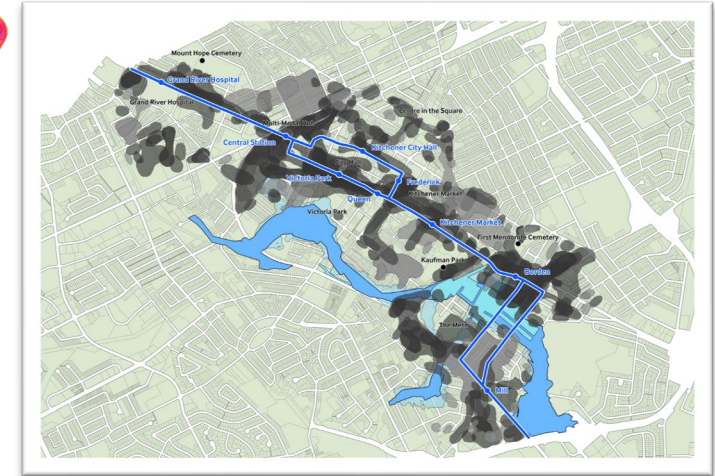 Mount Hope Cemetery
Grand River Hospital
Grand River Hospital
Centre in the Square
Central Station
Kitchener City Hall
Victoria Park
Frederick
Kitchener Market
Queen
Victoria Park
Kitchener Market
First Mennonite Cemetery
Kaufman Park
Borden
The Metz
Mill